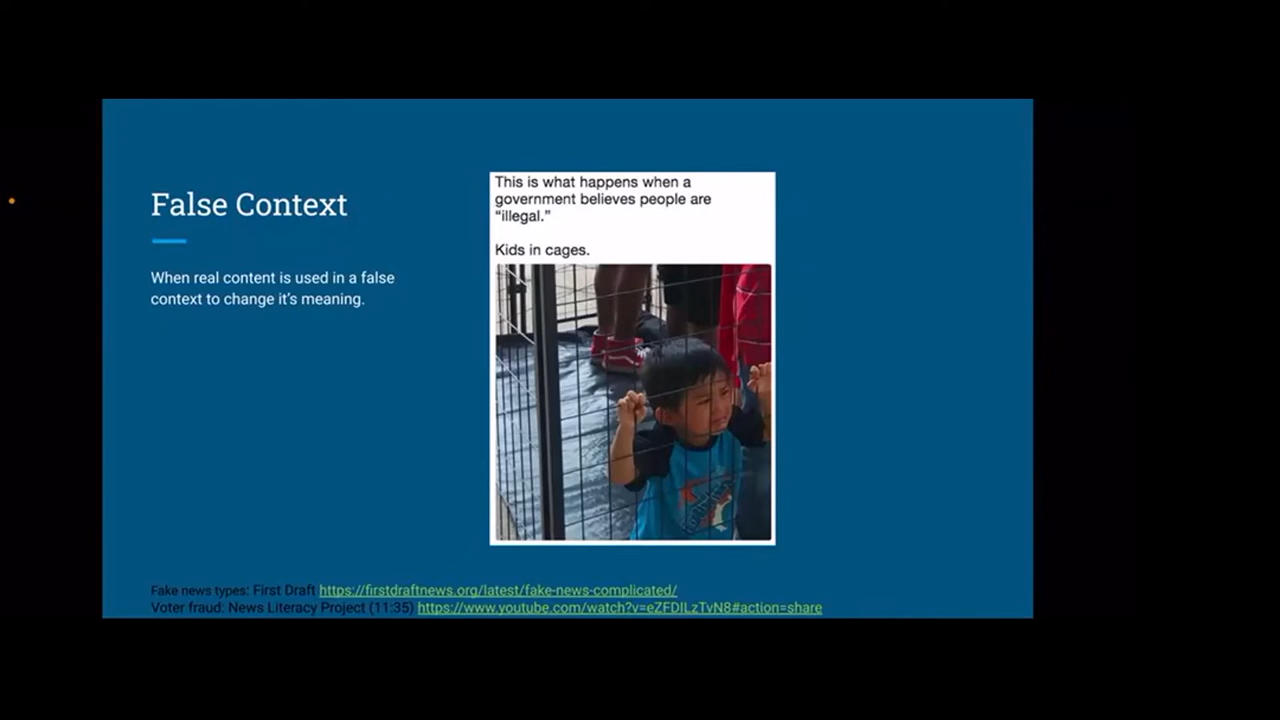 False Context
When real content is used in a false
context to change it's meaning.
This is what happens when a
government believes people are
“illegal.”
Kids in cages.
Fake news types: First Draft https://firstdraftnews.org/latest/fake-news-complicated/
Voter fraud: News Literacy Project (11:35) https://www.youtube.com/watch?v=eZFDILzTvN8#action=share